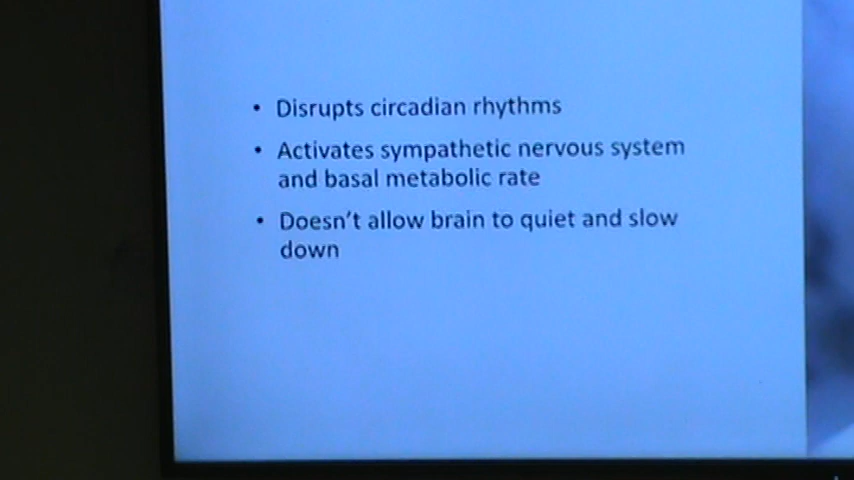 • Disrupts circadian rhythms
• Activates sympathetic nervous system
and basal metabolic rate
• Doesn't allow brain to quiet and slow
down